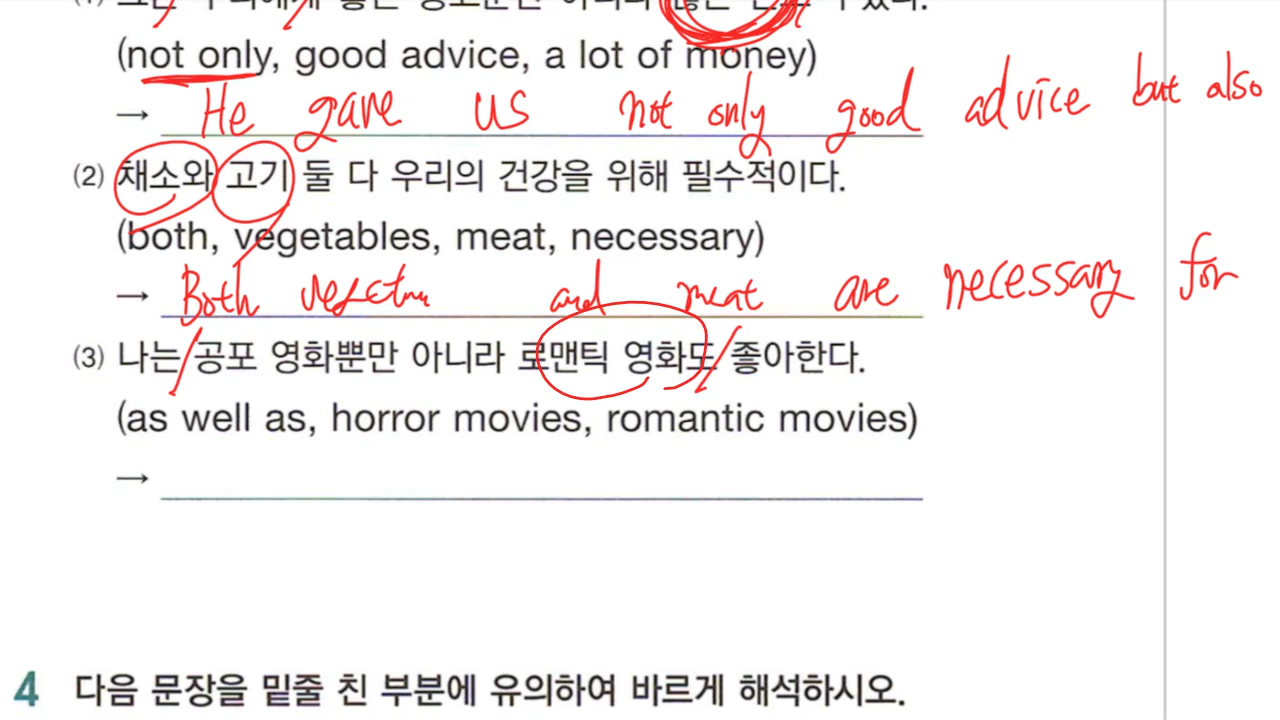 (not only, good advice, a lot of money)
→ He gave us not only good advice but also
(2) 채소와 고기 둘 다 우리의 건강을 위해 필수적이다.
(both, vegetables, meat, necessary)
→ Both and meat are necessary for
(3) 나는 공포 영화뿐만 아니라 로맨틱 영화도 좋아한다.
(as well as, horror movies, romantic movies)
→
4 다음 문장을 밑줄 친 부분에 유의하여 바르게 해석하시오.